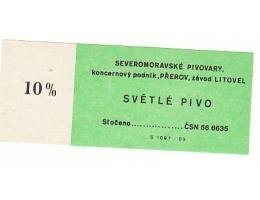 10 %
SEVEROMORAVSKÉ PIVOVARY,
koncernový podnik, PŘEROV, závod LITOVEL
SVĚTLÉ PIVO
Stočeno................ČSN 56 6635
S 1097 - 89